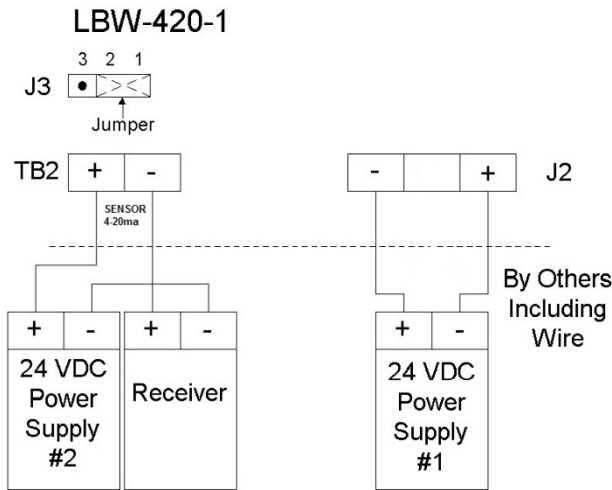 LBW-420-1
3 2 1
J3
Jumper
TB2 + - - + J2
SENSOR
4-20ma
By Others
Including
Wire
+ - + - + -
24 VDC
Power
Supply
#2
Receiver
24 VDC
Power
Supply
#1